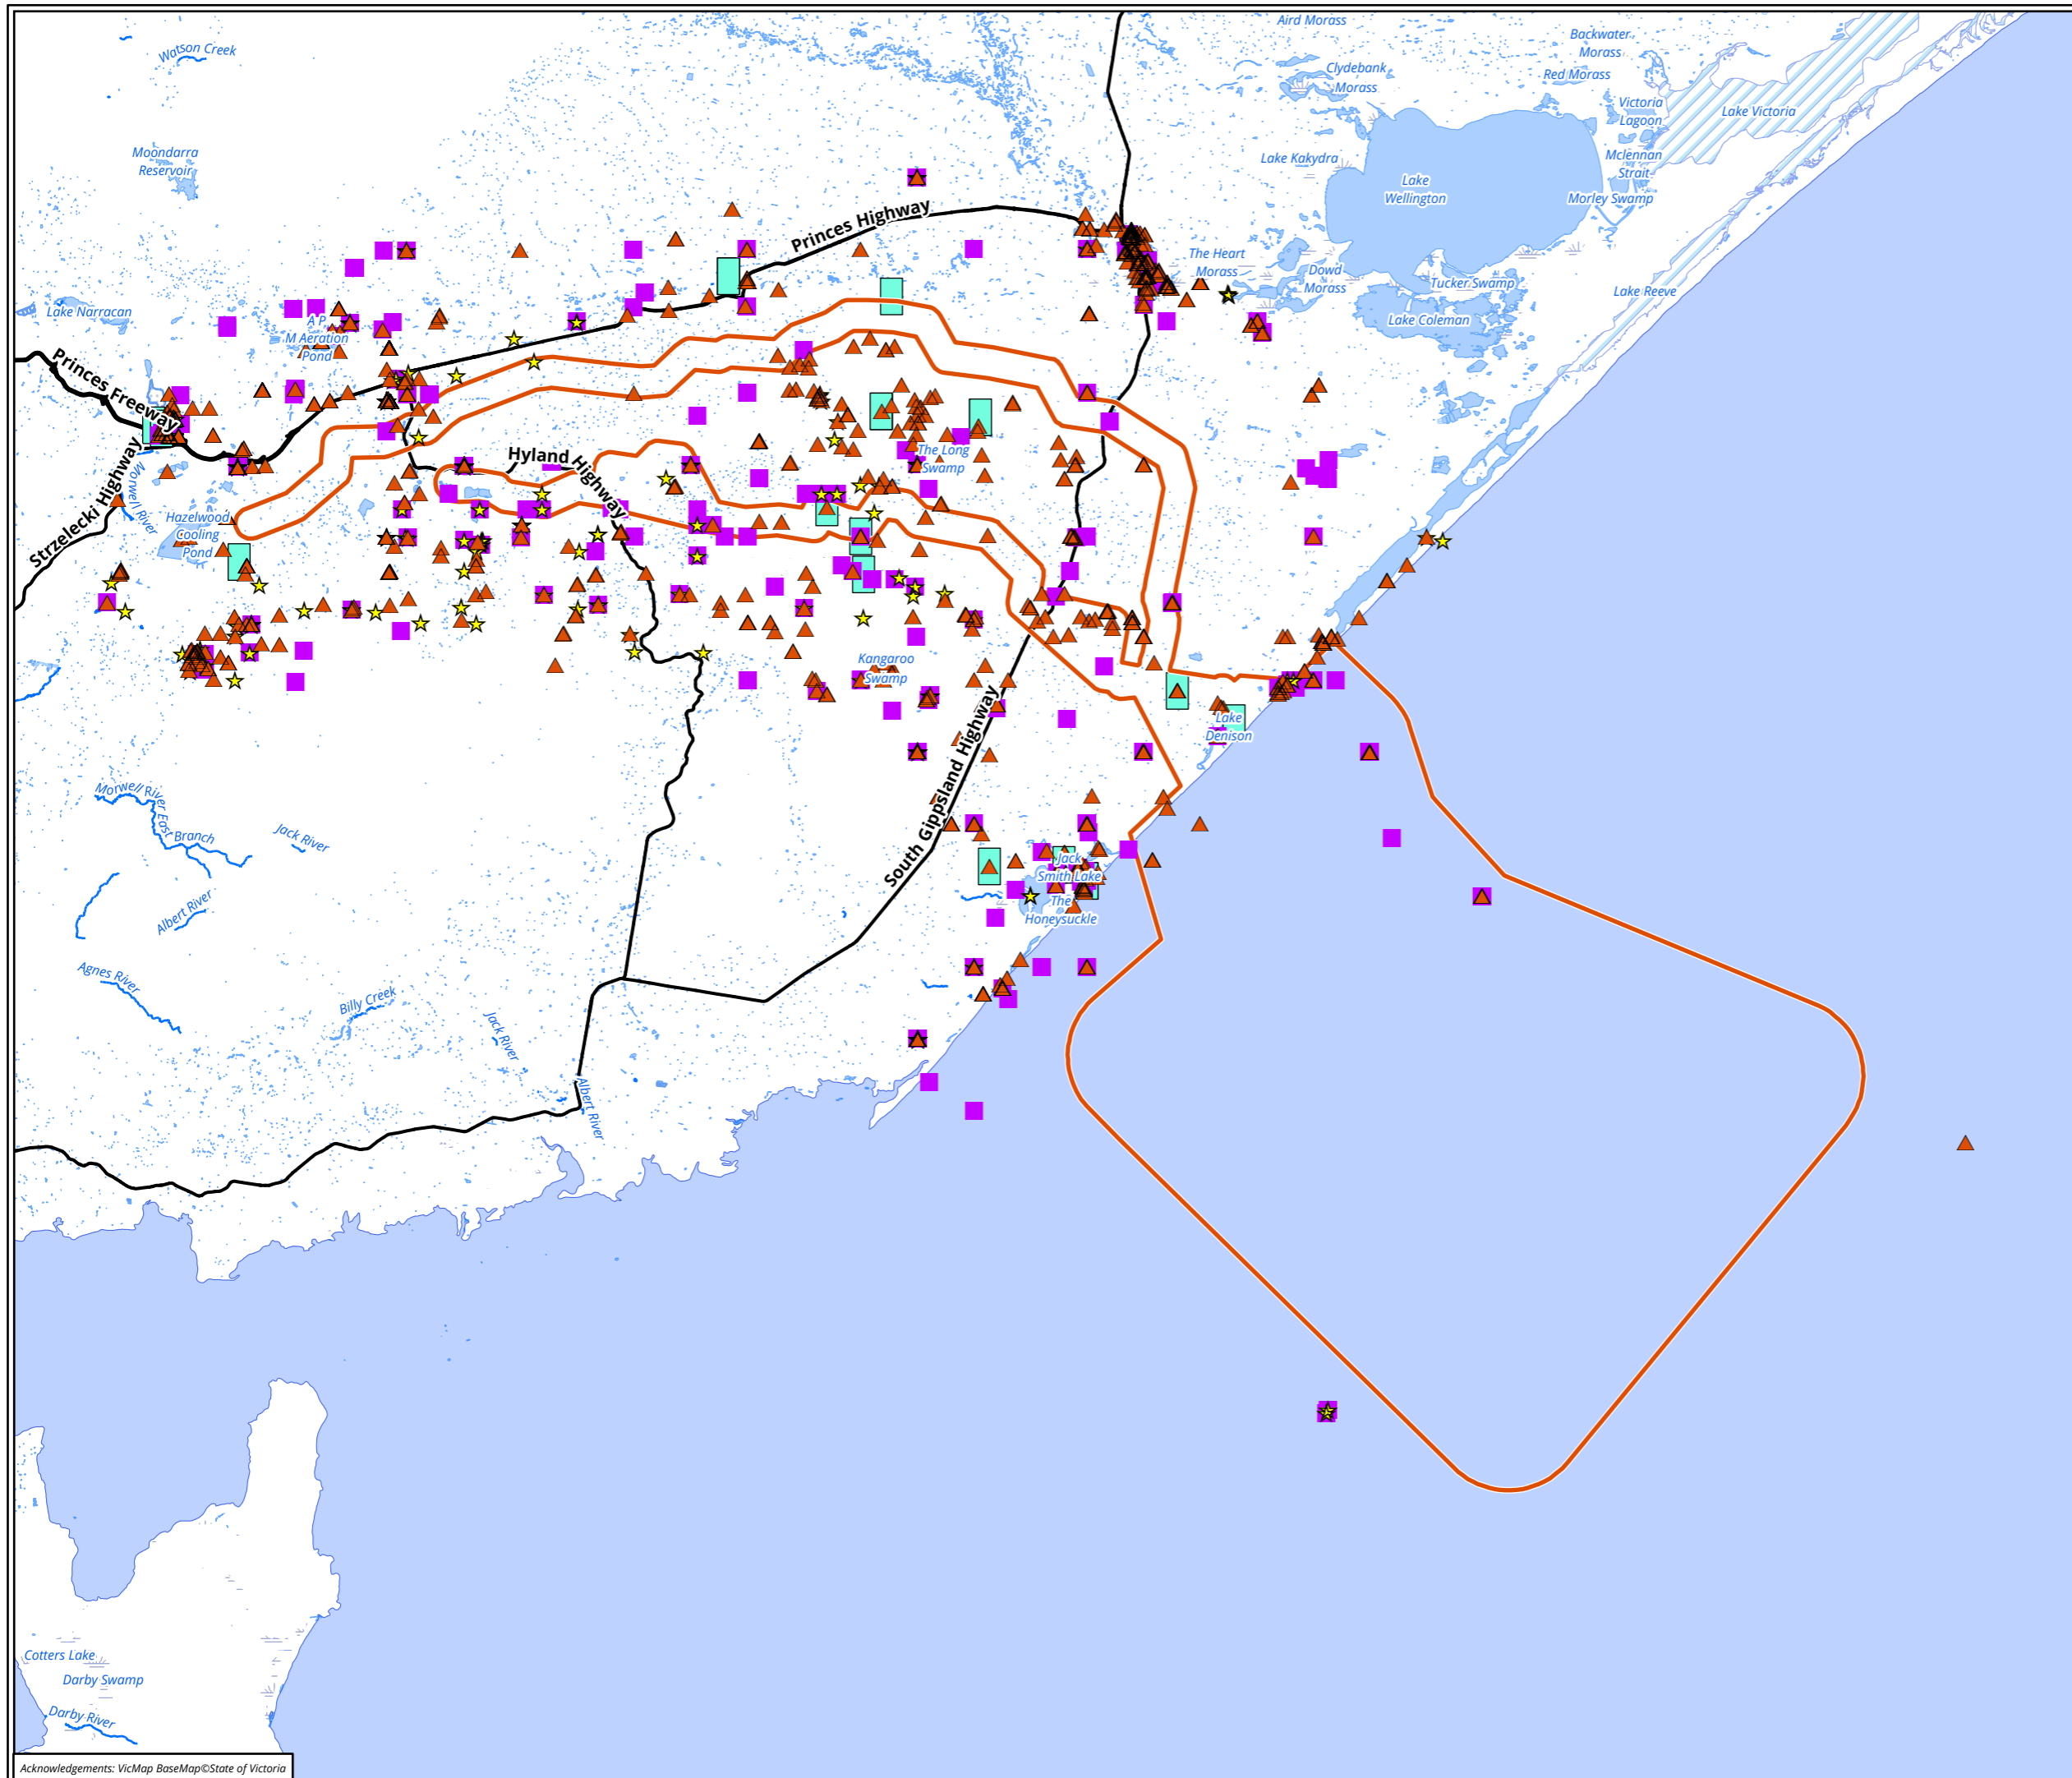 Aird Morass
Watson Creek
Backwater
Morass
Clydebank
Morass
Red Morass
Victoria
Lagoon
Lake Victoria
Moondarra
Reservoir
Lake Kakydra
Mclennan
Strait
Lake
Wellington
Morley Swamp
Princes Highway
The Heart
Morass
Dowd
Morass
Tucker Swamp
Lake Reeve
Lake Narracan
A P
M Aeration
Pond
Lake Coleman
Princes Freeway
Hyland Highway
The Long
Swamp
Strzelecki Highway
Morwell River
Hazelwood
Cooling
Pond
Kangaroo
Swamp
South Gippsland Highway
Lake
Denison
Morwell River East
Branch
Jack River
Jack
Smith Lake
The
Honeysuckle
Albert River
Agnes River
Billy Creek
Jack River
Albert River
Cotters Lake
Darby Swamp
Darby River
Acknowledgements: VicMap BaseMap©State of Victoria